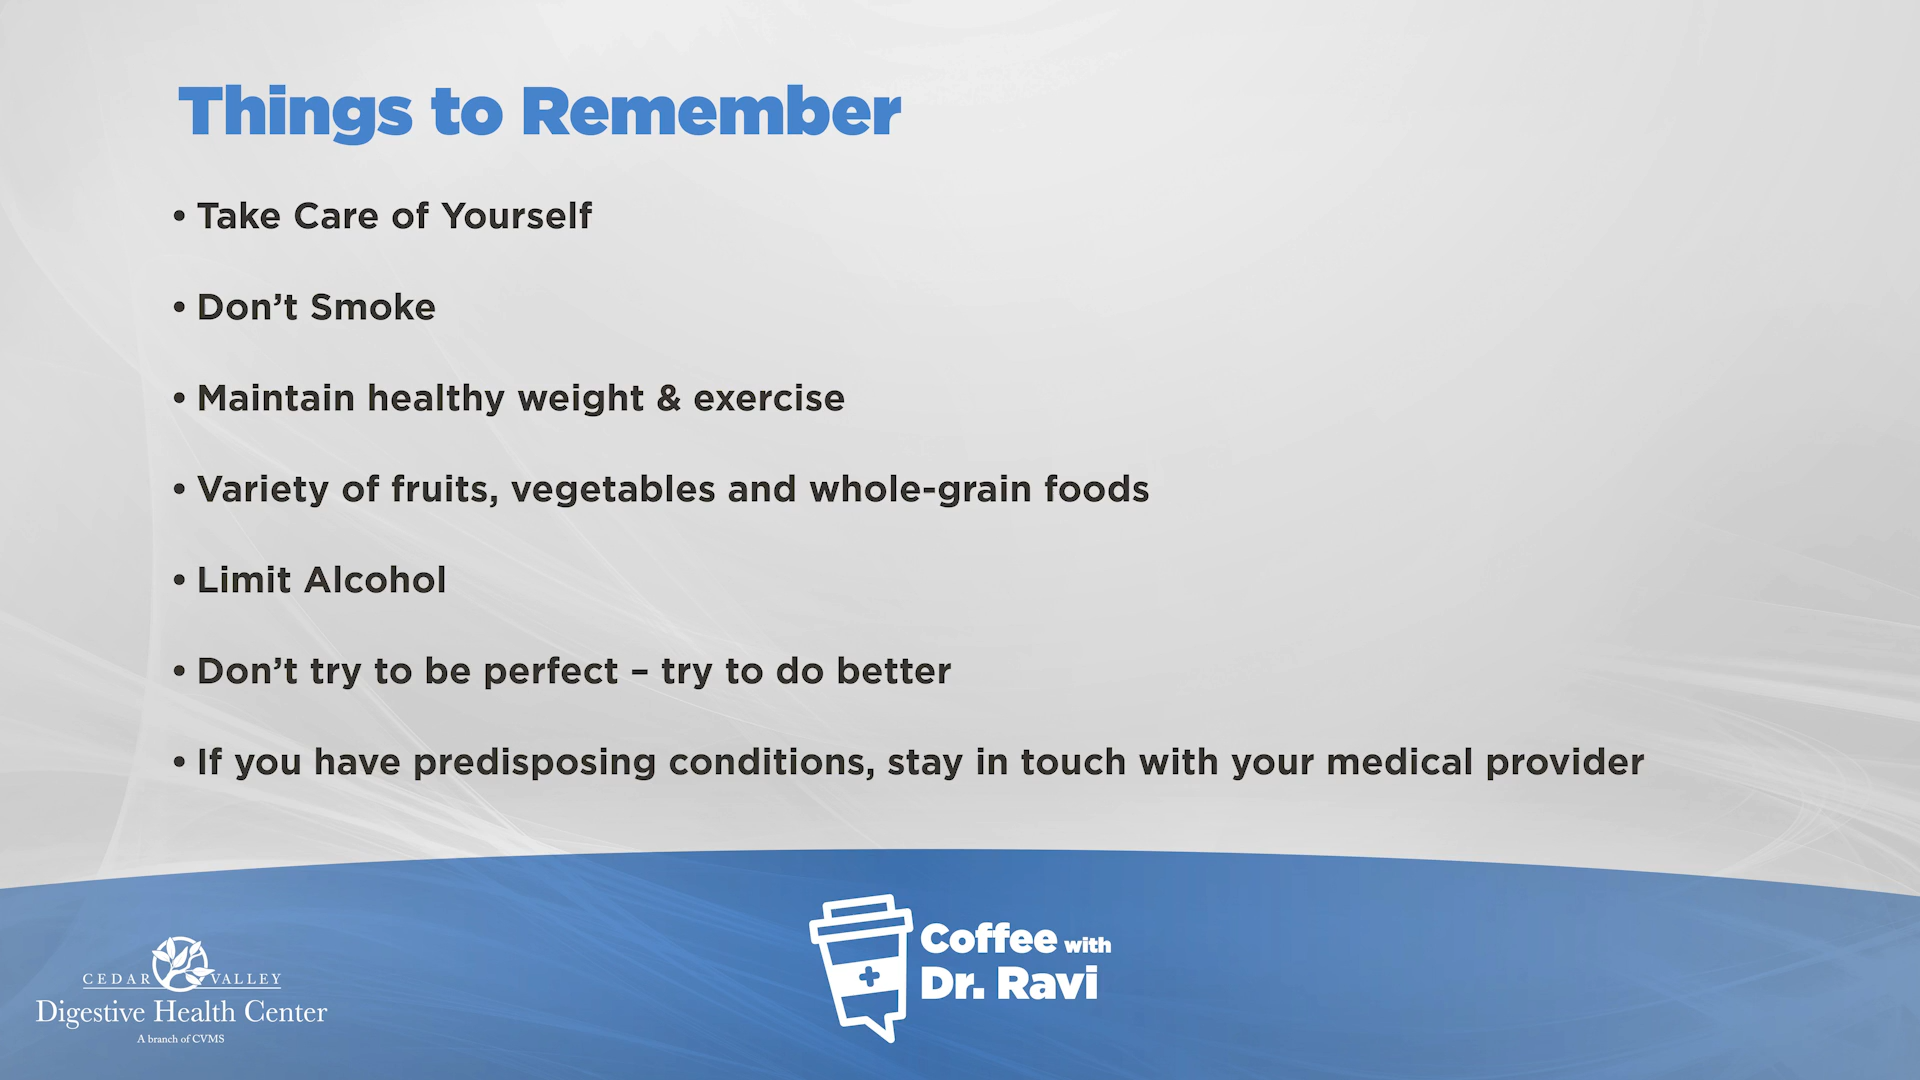 Things to Remember
• Take Care of Yourself
• Don’t Smoke
• Maintain healthy weight & exercise
• Variety of fruits, vegetables and whole-grain foods
• Limit Alcohol
• Don’t try to be perfect – try to do better
• If you have predisposing conditions, stay in touch with your medical provider
CEDAR VALLEY
Digestive Health Center
A branch of CVMS
Coffee with
Dr. Ravi